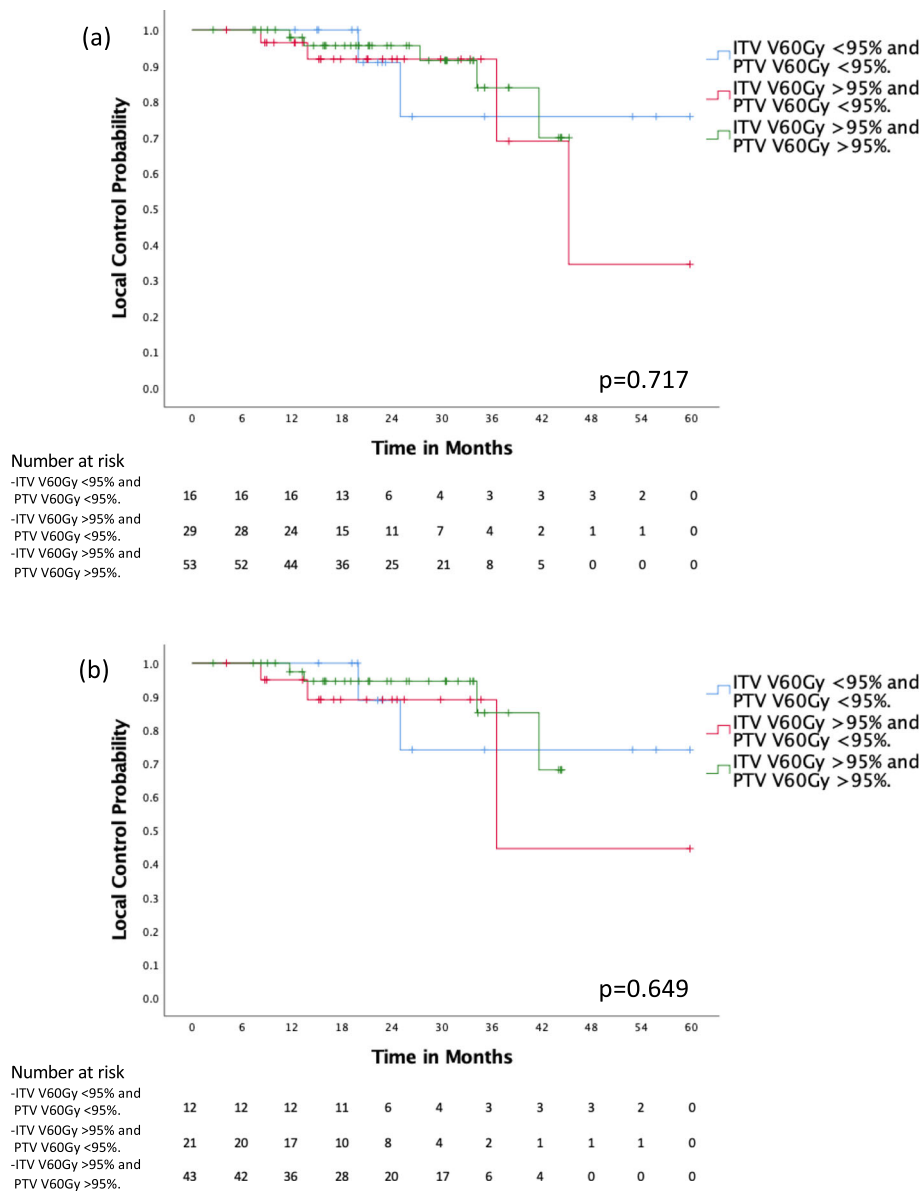 (a)
1.0
0.9
0.8
0.7
0.6
0.5
0.4
0.3
0.2
0.1
0.0
Local Control Probability
ITV V60Gy <95% and
PTV V60Gy <95%.
ITV V60Gy >95% and
PTV V60Gy <95%.
ITV V60Gy >95% and
PTV V60Gy >95%.
p=0.717
0 6 12 18 24 30 36 42 48 54 60
Time in Months
Number at risk
-ITV V60Gy <95% and
PTV V60Gy <95%.
16 16 16 13 6 4 3 3 3 2 0
-ITV V60Gy >95% and
PTV V60Gy <95%.
29 28 24 15 11 7 4 2 1 1 0
-ITV V60Gy >95% and
PTV V60Gy >95%.
53 52 44 36 25 21 8 5 0 0 0
(b)
1.0
0.9
0.8
0.7
0.6
0.5
0.4
0.3
0.2
0.1
0.0
Local Control Probability
ITV V60Gy <95% and
PTV V60Gy <95%.
ITV V60Gy >95% and
PTV V60Gy <95%.
ITV V60Gy >95% and
PTV V60Gy >95%.
p=0.649
0 6 12 18 24 30 36 42 48 54 60
Time in Months
Number at risk
-ITV V60Gy <95% and
PTV V60Gy <95%.
12 12 12 11 6 4 3 3 3 2 0
-ITV V60Gy >95% and
PTV V60Gy <95%.
21 20 17 10 8 4 2 1 1 1 0
-ITV V60Gy >95% and
PTV V60Gy >95%.
43 42 36 28 20 17 6 4 0 0 0